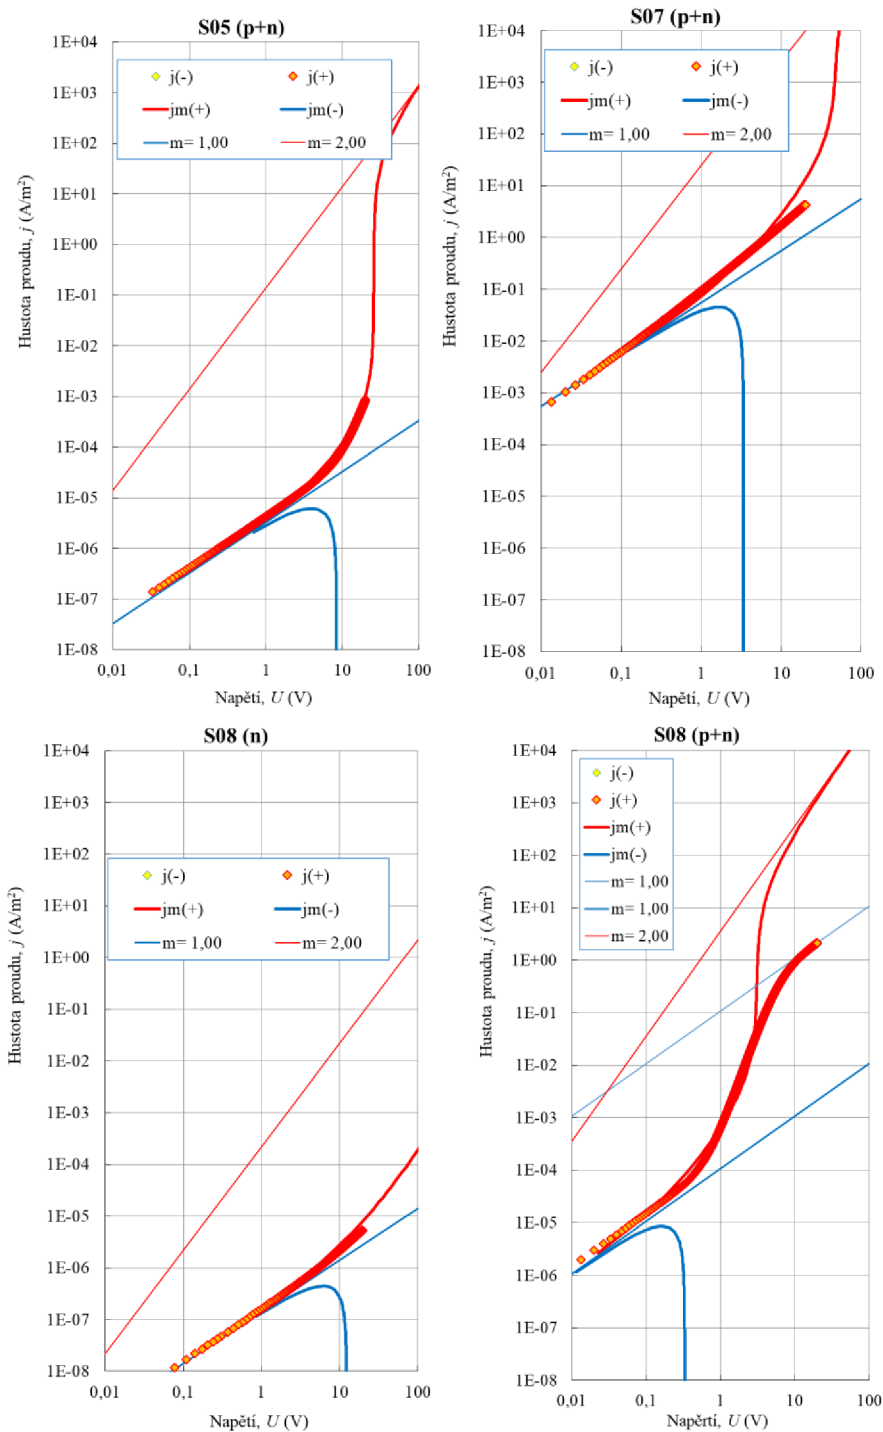 S05 (p+n)
1E+04
1E+03
1E+02
1E+01
1E+00
1E-01
1E-02
1E-03
1E-04
1E-05
1E-06
1E-07
1E-08
Hustota proudu, j (A/m²)
j(-) j(+)
jm(+) jm(-)
m= 1,00 m= 2,00
0,01 0,1 1 10 100
Napětí, U (V)
S07 (p+n)
1E+04
1E+03
1E+02
1E+01
1E+00
1E-01
1E-02
1E-03
1E-04
1E-05
1E-06
1E-07
1E-08
Hustota proudu, j (A/m²)
j(-) j(+)
jm(+) jm(-)
m= 1,00 m= 2,00
0,01 0,1 1 10 100
Napětí, U (V)
S08 (n)
1E+04
1E+03
1E+02
1E+01
1E+00
1E-01
1E-02
1E-03
1E-04
1E-05
1E-06
1E-07
1E-08
Hustota proudu, j (A/m²)
j(-) j(+)
jm(+) jm(-)
m= 1,00 m= 2,00
0,01 0,1 1 10 100
Napětí, U (V)
S08 (p+n)
1E+04
1E+03
1E+02
1E+01
1E+00
1E-01
1E-02
1E-03
1E-04
1E-05
1E-06
1E-07
1E-08
Hustota proudu, j (A/m²)
j(-)
j(+)
jm(+)
jm(-)
m= 1,00
m= 1,00
m= 2,00
0,01 0,1 1 10 100
Napěrtí, U (V)